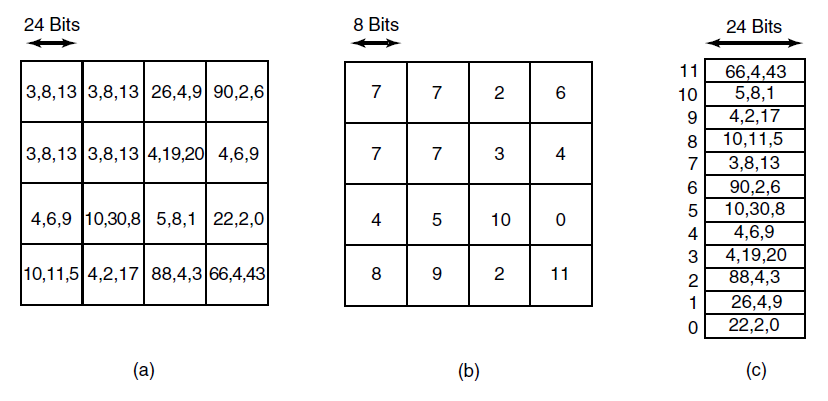 24 Bits
8 Bits
24 Bits
3,8,13 3,8,13 26,4,9 90,2,6
3,8,13 3,8,13 4,19,20 4,6,9
4,6,9 10,30,8 5,8,1 22,2,0
10,11,5 4,2,17 88,4,3 66,4,43
7 7 2 6
7 7 3 4
4 5 10 0
8 9 2 11
11 66,4,43
10 5,8,1
9 4,2,17
8 10,11,5
7 3,8,13
6 90,2,6
5 10,30,8
4 4,6,9
3 4,19,20
2 88,4,3
1 26,4,9
0 22,2,0
(a)
(b)
(c)